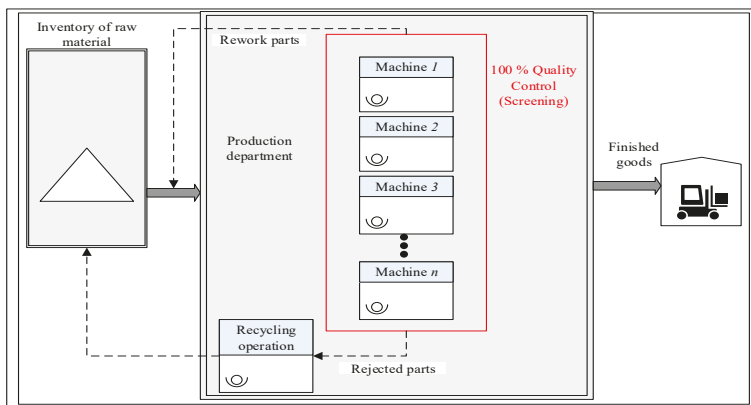 Inventory of raw
material
Rework parts
Machine 1
100 % Quality
Control
(Screening)
Machine 2
Production
department
Machine 3
Finished
goods
Machine n
Recycling
operation
Rejected parts